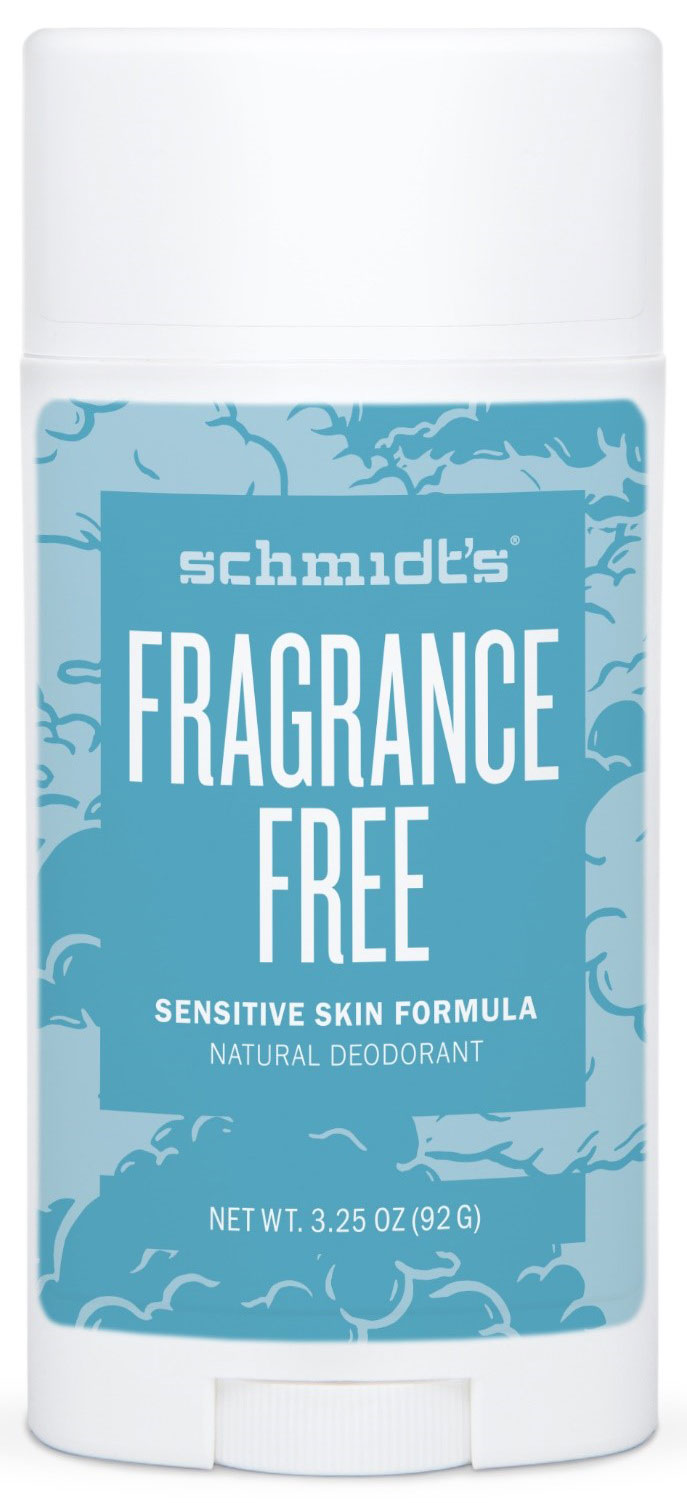 schmidt's®
FRAGRANCE
FREE
SENSITIVE SKIN FORMULA
NATURAL DEODORANT
NET WT. 3.25 OZ (92 G)